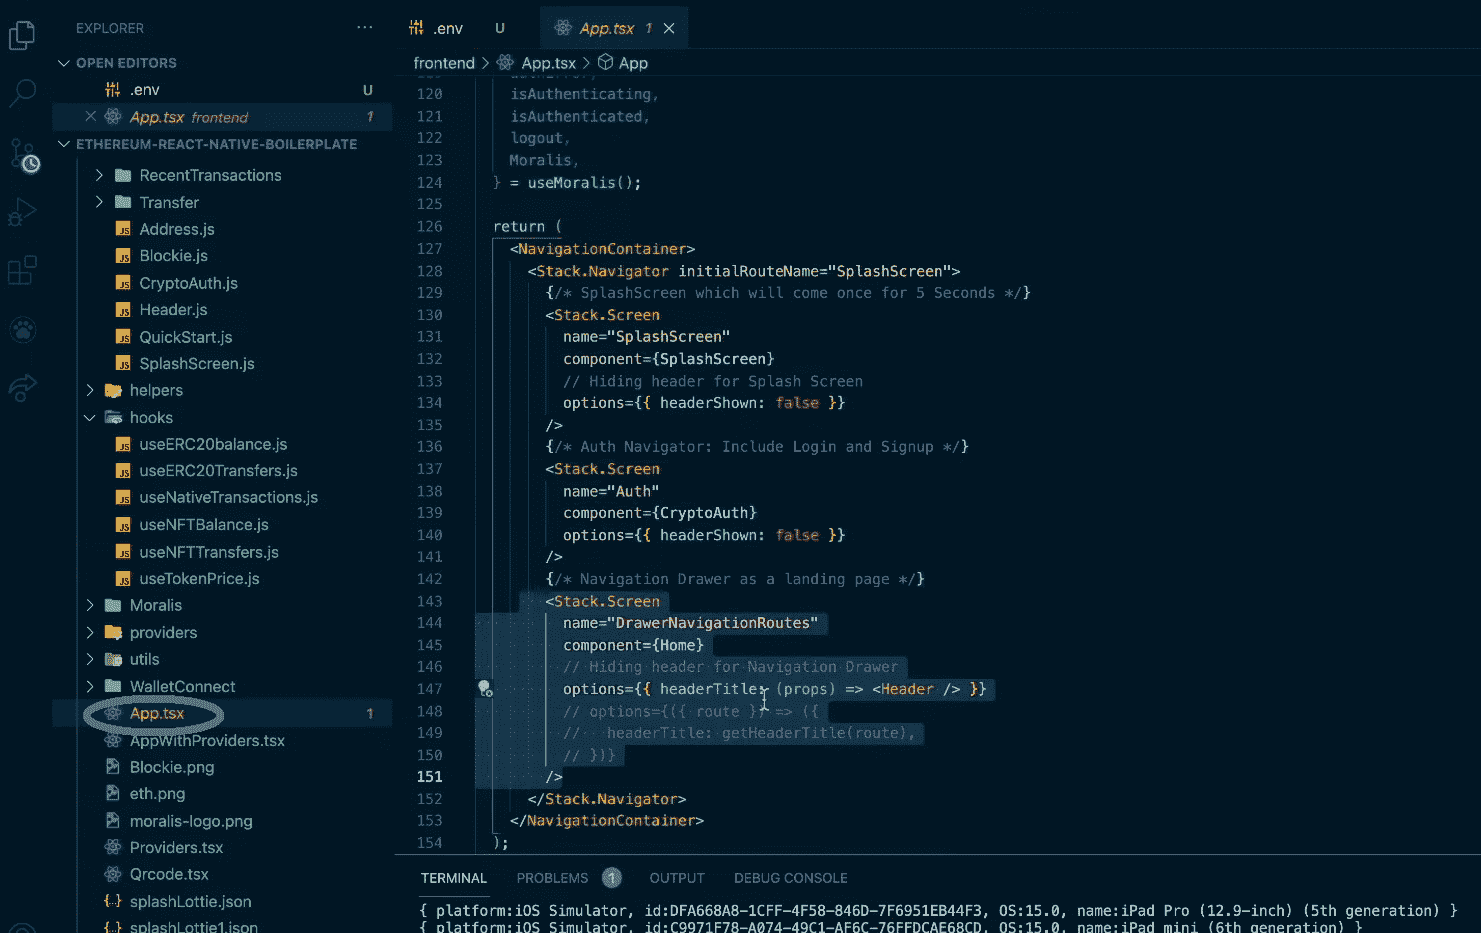 EXPLORER
OPEN EDITORS
.env U
App.tsx frontend 1
ETHEREUM-REACT-NATIVE-BOILERPLATE
RecentTransactions
Transfer
Address.js
Blockie.js
CryptoAuth.js
Header.js
QuickStart.js
SplashScreen.js
helpers
hooks
useERC20balance.js
useERC20Transfers.js
useNativeTransactions.js
useNFTBalance.js
useNFTTransfers.js
useTokenPrice.js
Moralis
providers
utils
WalletConnect
App.tsx 1
AppWithProviders.tsx
Blockie.png
eth.png
moralis-logo.png
Providers.tsx
Qrcode.tsx
splashLottie.json
splashLottie1.json
.env U App.tsx 1
frontend > App.tsx > App
120 isAuthenticating,
121 isAuthenticated,
122 logout,
123 Moralis,
124 } = useMoralis();
125
126 return (
127 <NavigationContainer>
128 <Stack.Navigator initialRouteName="SplashScreen">
129 {/* SplashScreen which will come once for 5 Seconds */}
130 <Stack.Screen
131 name="SplashScreen"
132 component={SplashScreen}
133 // Hiding header for Splash Screen
134 options={{ headerShown: false }}
135 />
136 {/* Auth Navigator: Include Login and Signup */}
137 <Stack.Screen
138 name="Auth"
139 component={CryptoAuth}
140 options={{ headerShown: false }}
141 />
142 {/* Navigation Drawer as a landing page */}
143 <Stack.Screen
144 name="DrawerNavigationRoutes"
145 component={Home}
146 // Hiding header for Navigation Drawer
147 options={{ headerTitle: (props) => <Header /> }}
148 // options={({ route }) => ({
149 // headerTitle: getHeaderTitle(route),
150 // })}
151 />
152 </Stack.Navigator>
153 </NavigationContainer>
154 );
TERMINAL PROBLEMS 1 OUTPUT DEBUG CONSOLE
{ platform:iOS Simulator, id:DFA668A8-1CFF-4F58-846D-7F6951EB44F3, OS:15.0, name:iPad Pro (12.9-inch) (5th generation) }
{ platform:iOS Simulator, id:C9971F78-A074-49C1-AF6C-76FFDCAE68CD, OS:15.0, name:iPad mini (6th generation) }